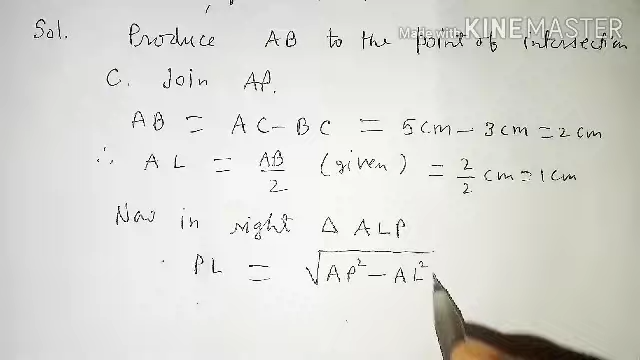 Sol. Produce AB to the point of intersection
Made with KINEMASTER
C. Join AP.
AB = AC - BC = 5cm - 3cm = 2cm
∴ AL = AB/2 (given) = 2/2 cm = 1cm
Now in right Δ ALP
PL = √AP² - AL²